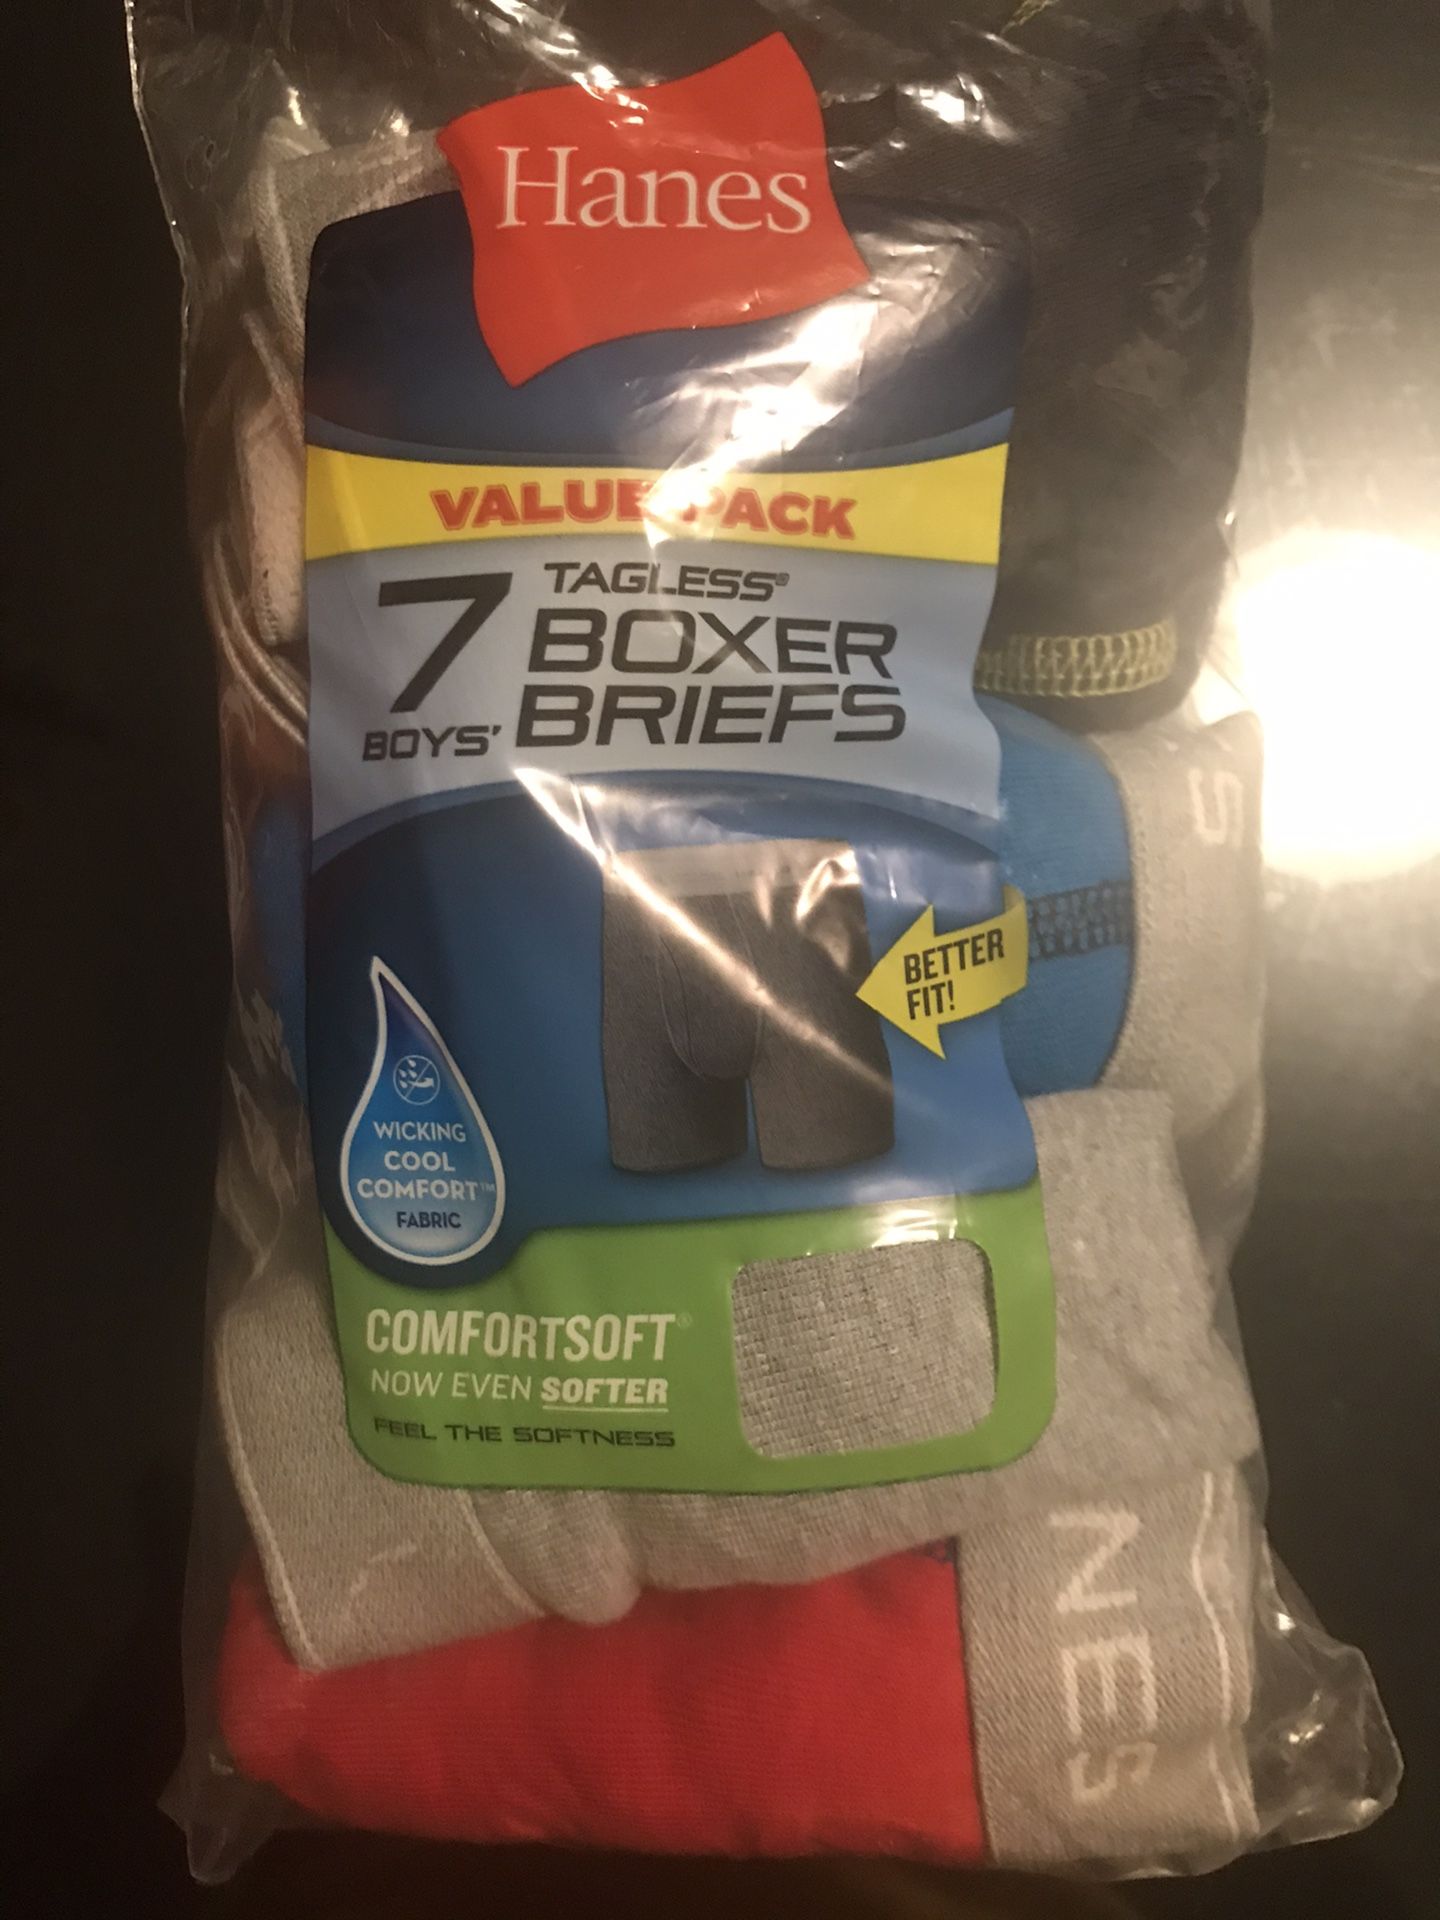 Hanes
VALUE PACK
7 TAGLESS®
BOXER
BOYS' BRIEFS
BETTER
FIT!
WICKING
COOL
COMFORT™
FABRIC
COMFORTSOFT®
NOW EVEN SOFTER
FEEL THE SOFTNESS
S
NES